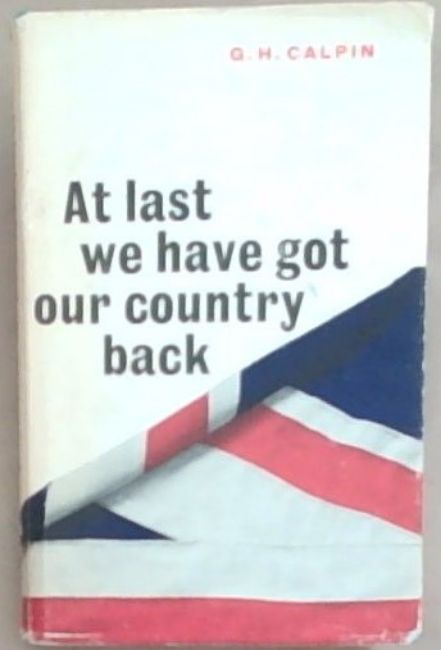 G. H. CALPIN
At last
we have got
our country
back